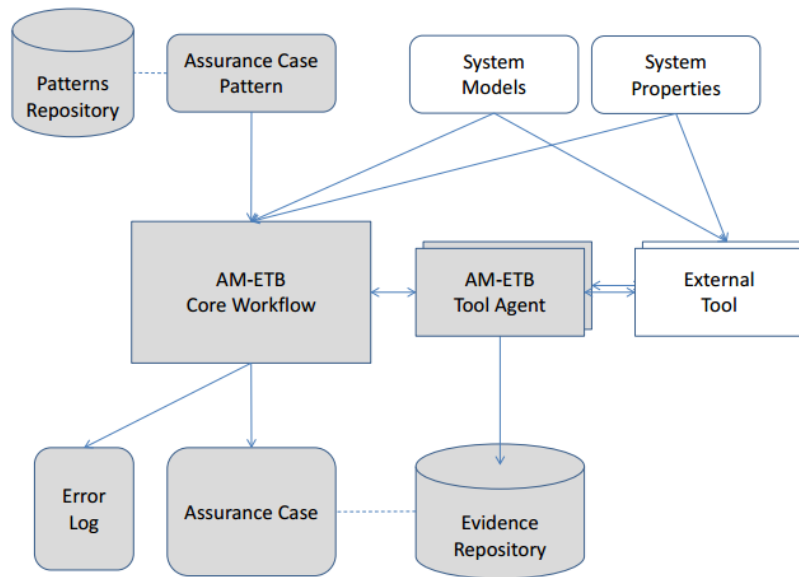 Patterns
Repository
Assurance Case
Pattern
System
Models
System
Properties
AM-ETB
Core Workflow
AM-ETB
Tool Agent
External
Tool
Error
Log
Assurance Case
Evidence
Repository